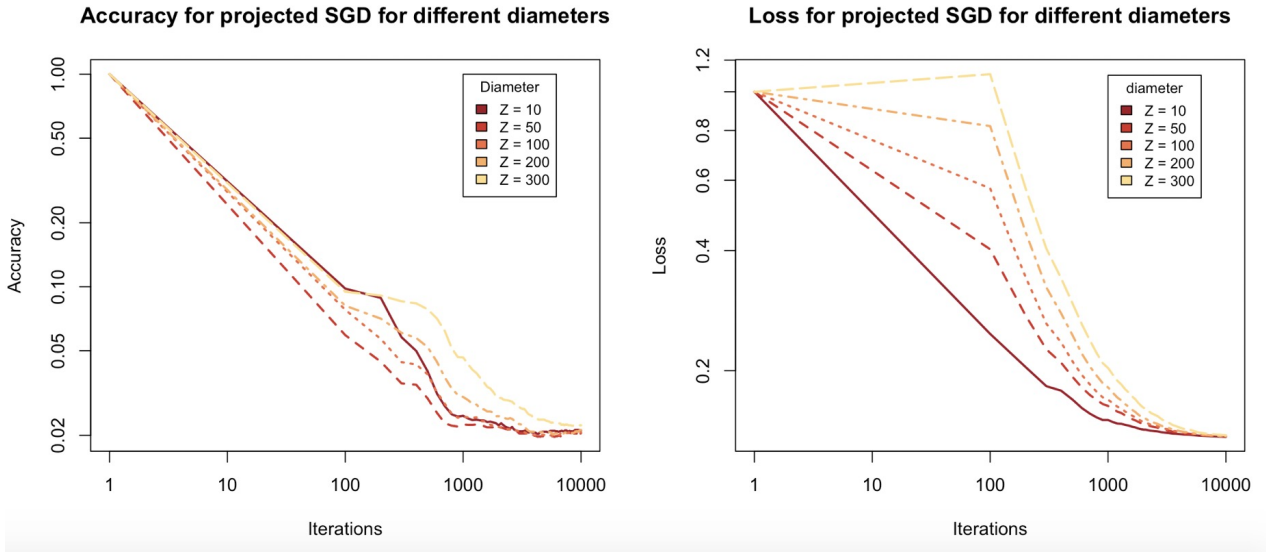 Accuracy for projected SGD for different diameters
Accuracy
1.00
0.50
0.20
0.10
0.05
0.02
Diameter
Z = 10
Z = 50
Z = 100
Z = 200
Z = 300
1 10 100 1000 10000
Iterations
Loss for projected SGD for different diameters
Loss
1.2
0.8
0.6
0.4
0.2
diameter
Z = 10
Z = 50
Z = 100
Z = 200
Z = 300
1 10 100 1000 10000
Iterations